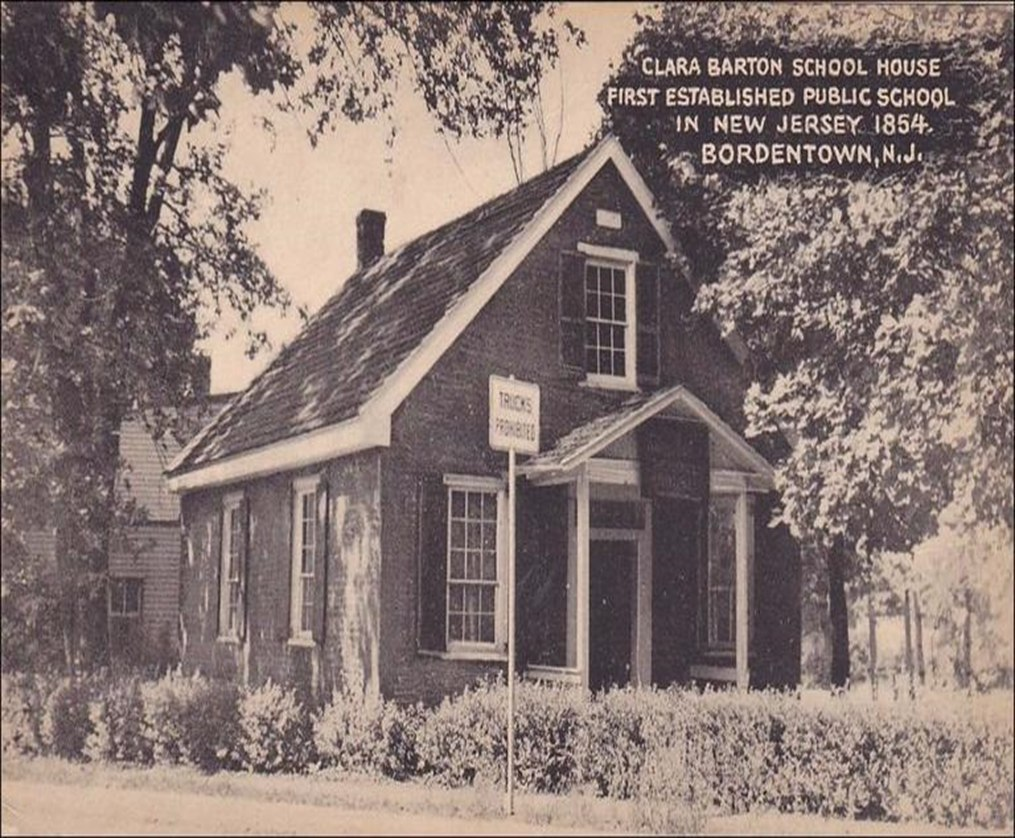 CLARA BARTON SCHOOL HOUSE
FIRST ESTABLISHED PUBLIC SCHOOL
IN NEW JERSEY 1854.
BORDENTOWN, N.J.
TRUCKS
PROHIBITED